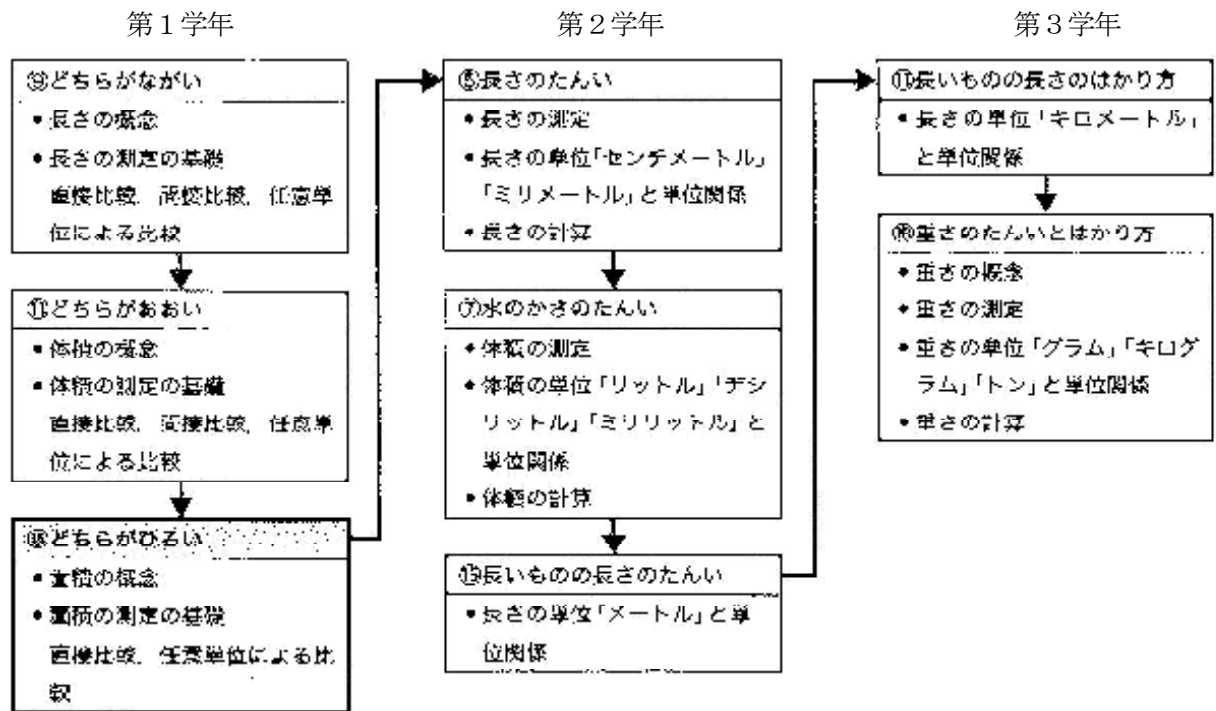 第1学年
⑨どちらがながい
•長さの概念
•長さの測定の基礎
直接比較,間接比較,任意単
位による比較
⑪どちらがおおい
•体積の概念
•体積の測定の基礎
直接比較,間接比較,任意単
位による比較
⑱どちらがひろい
•面積の概念
•面積の測定の基礎
直接比較,任意単位による比
較
第2学年
⑤長さのたんい
•長さの測定
•長さの単位「センチメートル」
「ミリメートル」と単位関係
•長さの計算
⑦水のかさのたんい
•体積の測定
•体積の単位「リットル」「デシ
リットル」「ミリリットル」と
単位関係
•体積の計算
⑮長いものの長さのたんい
•長さの単位「メートル」と単
位関係
第3学年
⑪長いものの長さのはかり方
•長さの単位「キロメートル」
と単位関係
⑯重さのたんいとはかり方
•重さの概念
•重さの測定
•重さの単位「グラム」「キログ
ラム」「トン」と単位関係
•重さの計算